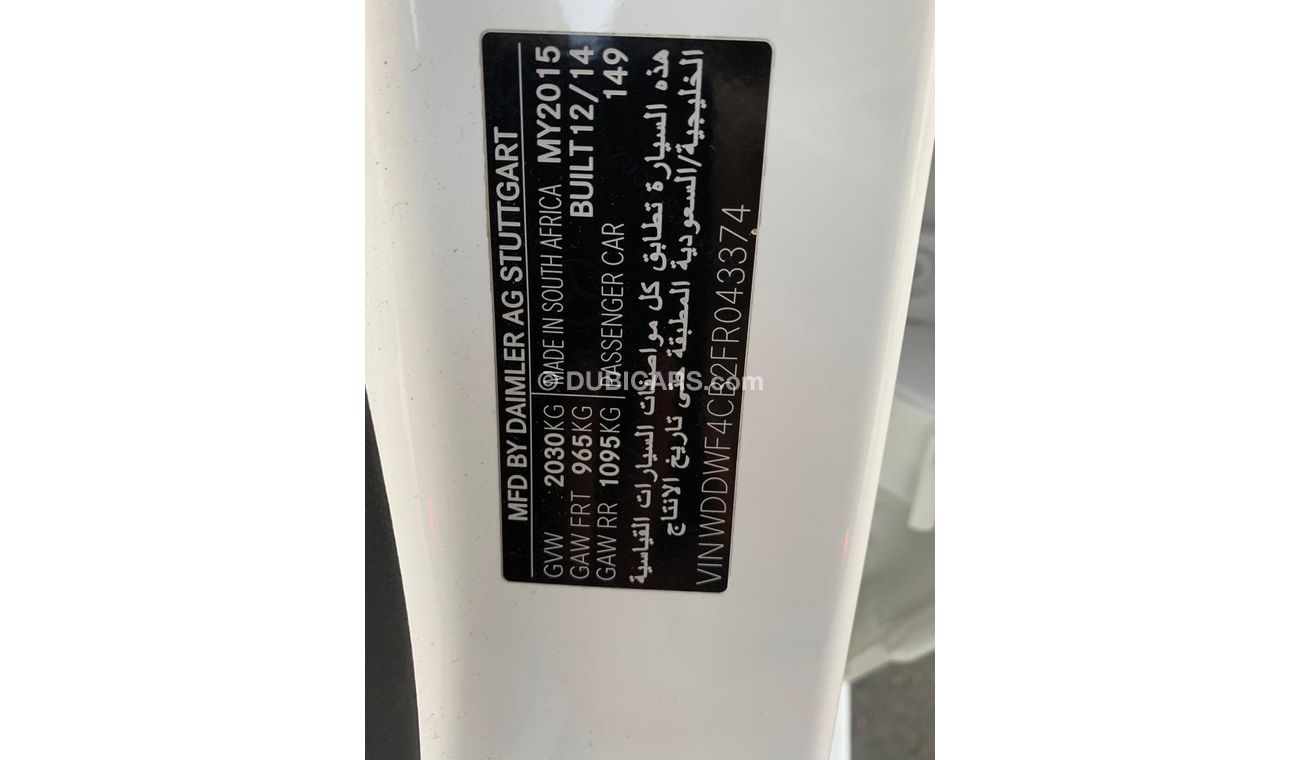 MFD BY DAIMLER AG STUTTGART
GVW 2030KG MADE IN SOUTH AFRICA MY2015
GAW FRT 965KG BUILT12/14
GAW RR 1095KG PASSENGER CAR 149
هذه السيارة تطابق كل مواصفات السيارات القياسية
الخليجية/السعودية المطبقة حتى تاريخ الانتاج
VIN WDDWF4CB2FR043374
© DUBICARS.com